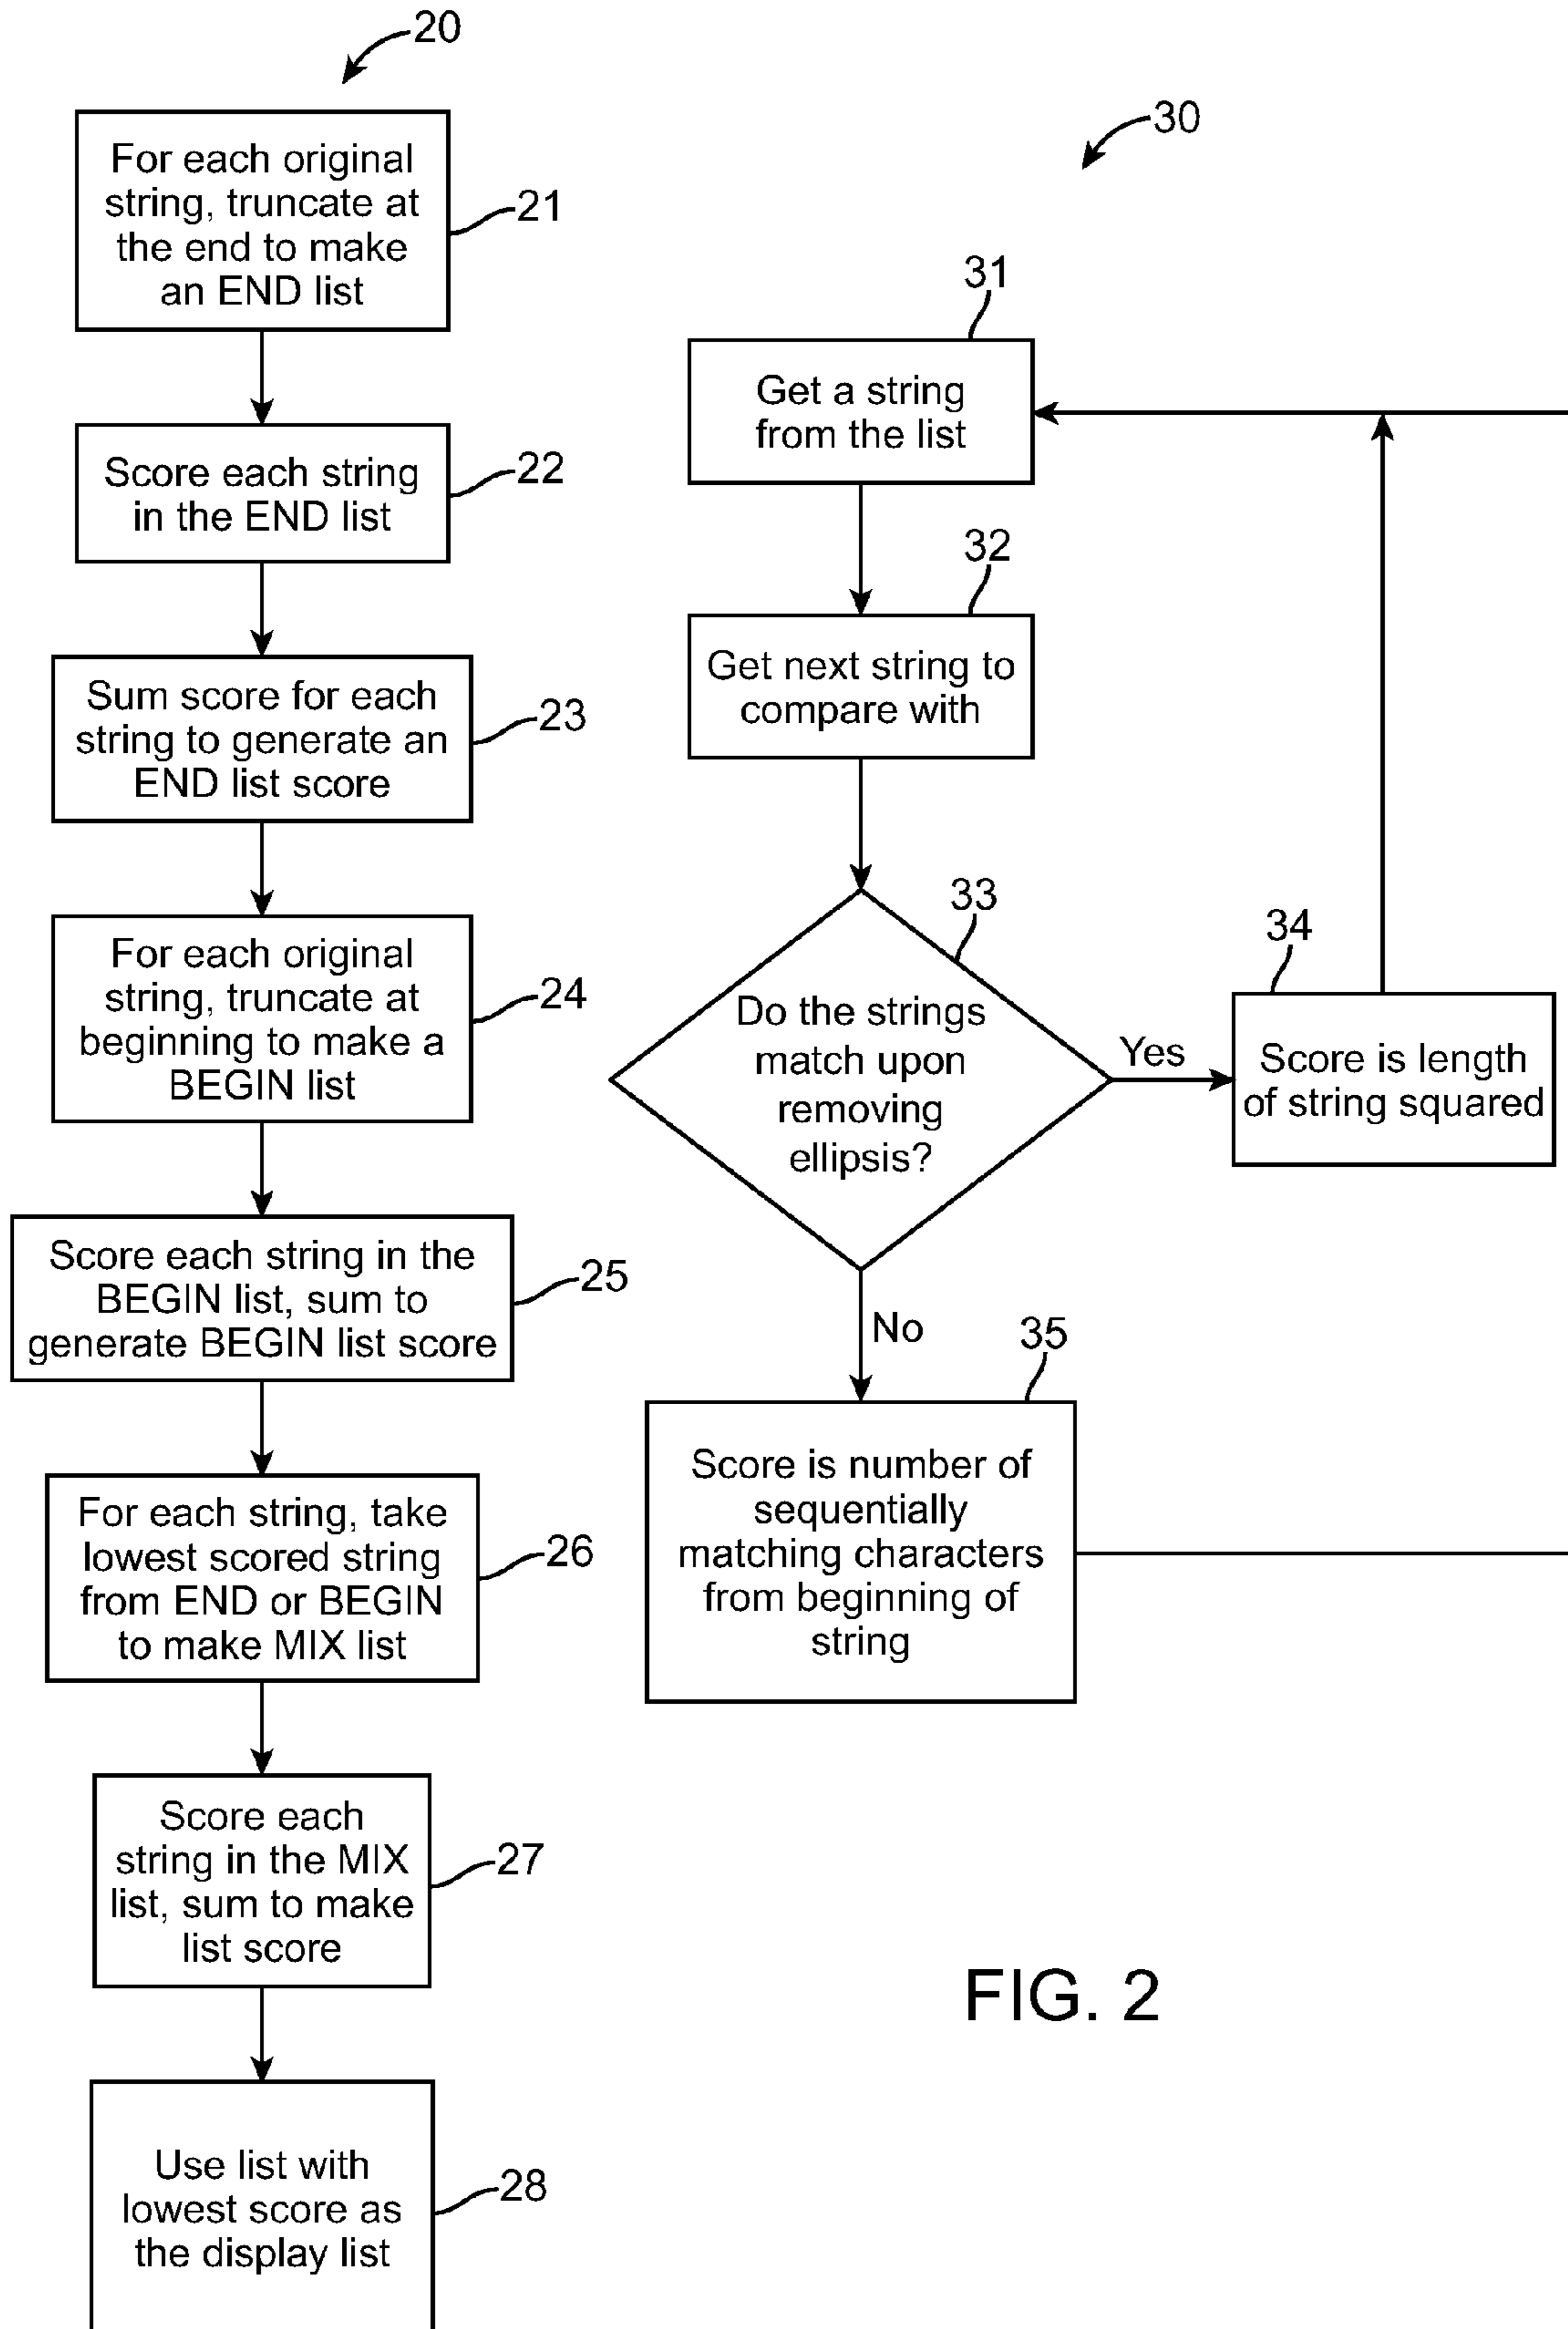 20
For each original
string, truncate at
the end to make
an END list
21
Score each string
in the END list
22
Sum score for each
string to generate an
END list score
23
For each original
string, truncate at
beginning to make a
BEGIN list
24
Score each string in the
BEGIN list, sum to
generate BEGIN list score
25
For each string, take
lowest scored string
from END or BEGIN
to make MIX list
26
Score each
string in the MIX
list, sum to make
list score
27
Use list with
lowest score as
the display list
28
30
31
Get a string
from the list
32
Get next string to
compare with
33
Do the strings
match upon
removing
ellipsis?
Yes
34
Score is length
of string squared
No
35
Score is number of
sequentially
matching characters
from beginning of
string
FIG. 2